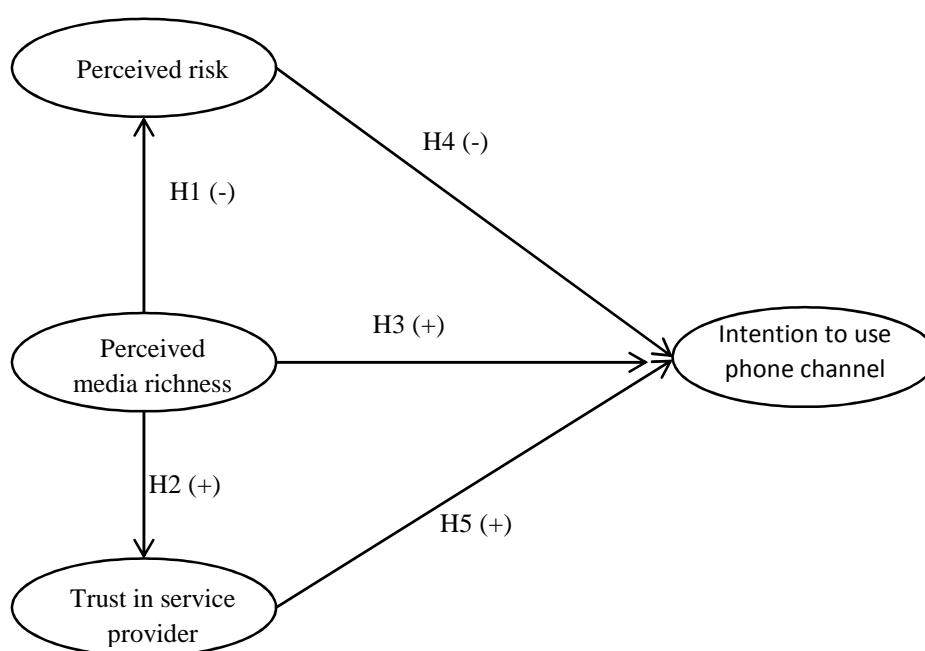 Perceived risk
H4 (-)
H1 (-)
H3 (+)
Perceived
media richness
Intention to use
phone channel
H2 (+)
H5 (+)
Trust in service
provider